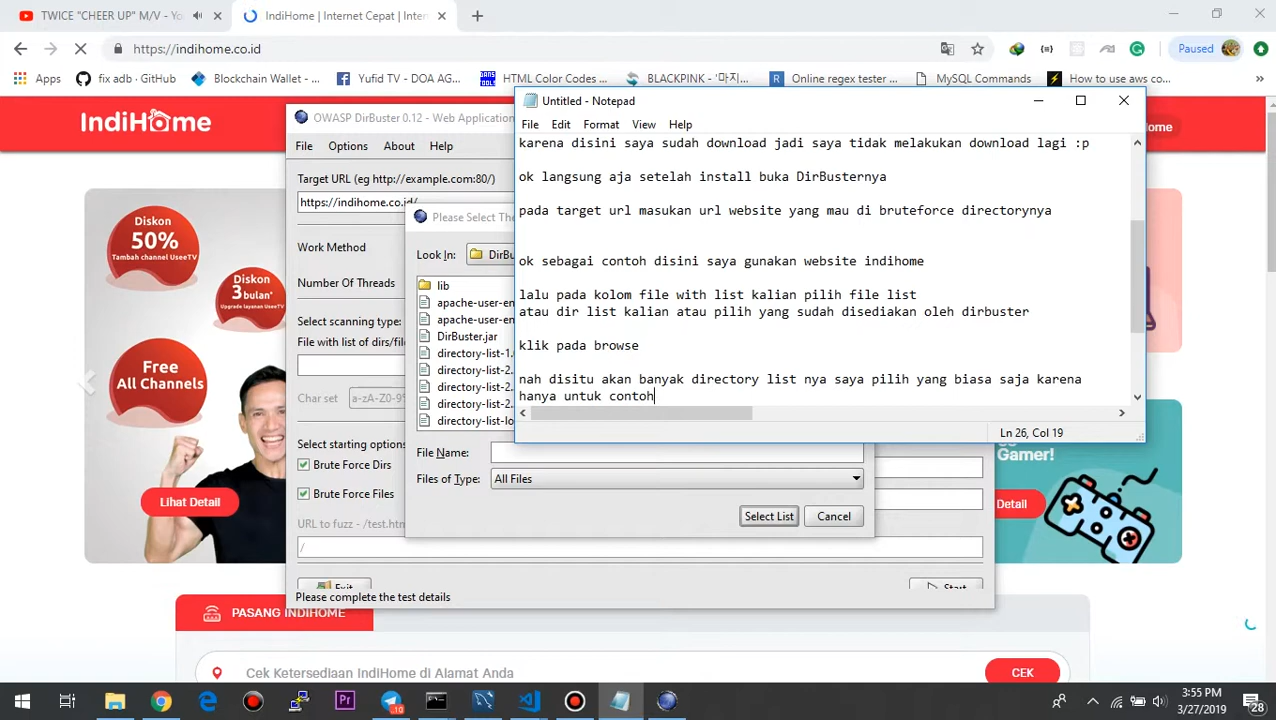 TWICE "CHEER UP" M/V - Yo
IndiHome | Internet Cepat | Inter
https://indihome.co.id
Paused
Apps
fix adb · GitHub
Blockchain Wallet - ...
Yufid TV - DOA AG...
HTML Color Codes ...
BLACKPINK - '뚜두...
Online regex tester ...
MySQL Commands
How to use aws co...
»
IndiHome
ome
Diskon
50%
Tambah channel UseeTV
Diskon
3 bulan*
Upgrade layanan UseeTV
Free
All Channels
Lihat Detail
OWASP DirBuster 0.12 - Web Application
File Options About Help
Target URL (eg http://example.com:80/)
https://indihome.co.id/
Work Method
Number Of Threads
Select scanning type:
File with list of dirs/file
Char set
a-zA-Z0-9%
Select starting options
Brute Force Dirs
Brute Force Files
URL to fuzz - /test.htm
/
Exit
Start
Please complete the test details
Please Select The
Look In:
DirBu
lib
apache-user-en
apache-user-en
DirBuster.jar
directory-list-1.
directory-list-2.
directory-list-2.
directory-list-2.
directory-list-lo
File Name:
Files of Type:
All Files
Select List
Cancel
Untitled - Notepad
File Edit Format View Help
karena disini saya sudah download jadi saya tidak melakukan download lagi :p
ok langsung aja setelah install buka DirBusternya
pada target url masukan url website yang mau di bruteforce directorynya
ok sebagai contoh disini saya gunakan website indihome
lalu pada kolom file with list kalian pilih file list
atau dir list kalian atau pilih yang sudah disediakan oleh dirbuster
klik pada browse
nah disitu akan banyak directory list nya saya pilih yang biasa saja karena
hanya untuk contoh
Ln 26, Col 19
Gamer!
Detail
PASANG INDIHOME
Cek Ketersediaan IndiHome di Alamat Anda
CEK
3:55 PM
3/27/2019
28